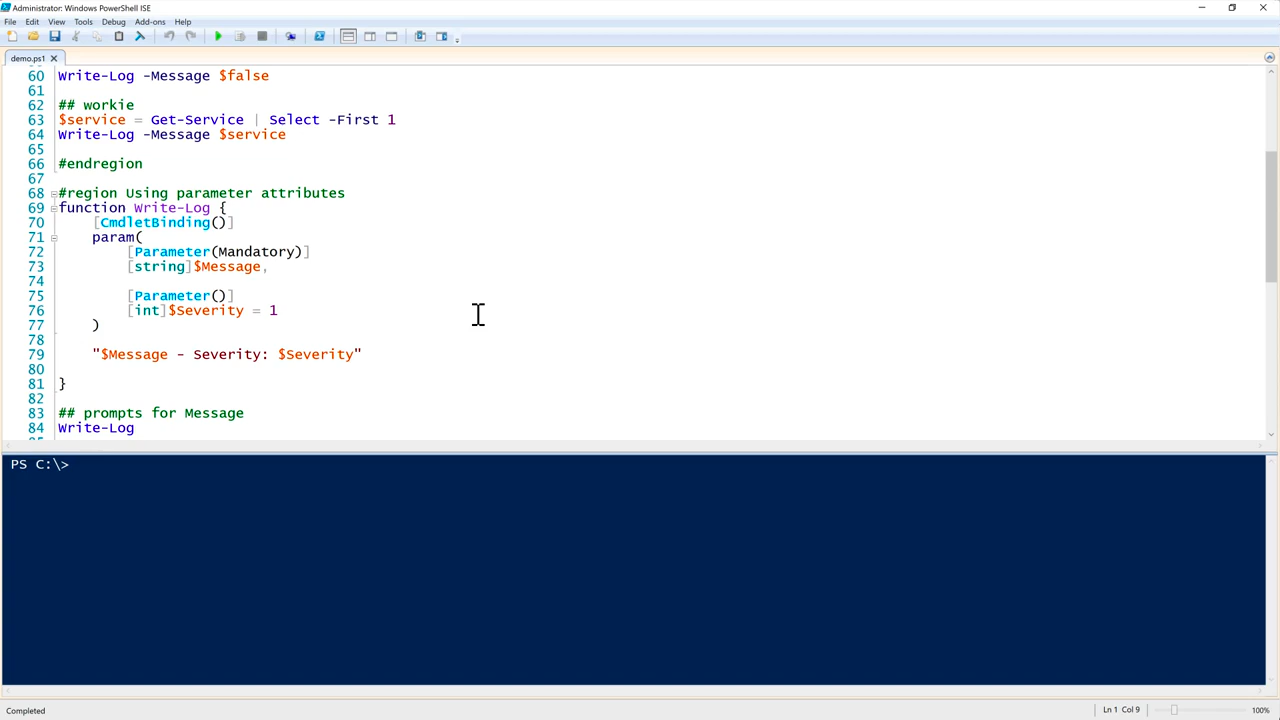 Administrator: Windows PowerShell ISE
File Edit View Tools Debug Add-ons Help
demo.ps1
60 Write-Log -Message $false
61
62 ## workie
63 $service = Get-Service | Select -First 1
64 Write-Log -Message $service
65
66 #endregion
67
68 #region Using parameter attributes
69 function Write-Log {
70 [CmdletBinding()]
71 param(
72 [Parameter(Mandatory)]
73 [string]$Message,
74
75 [Parameter()]
76 [int]$Severity = 1
77 )
78
79 "$Message - Severity: $Severity"
80
81 }
82
83 ## prompts for Message
84 Write-Log
PS C:\>
Completed
Ln 1 Col 9
100%